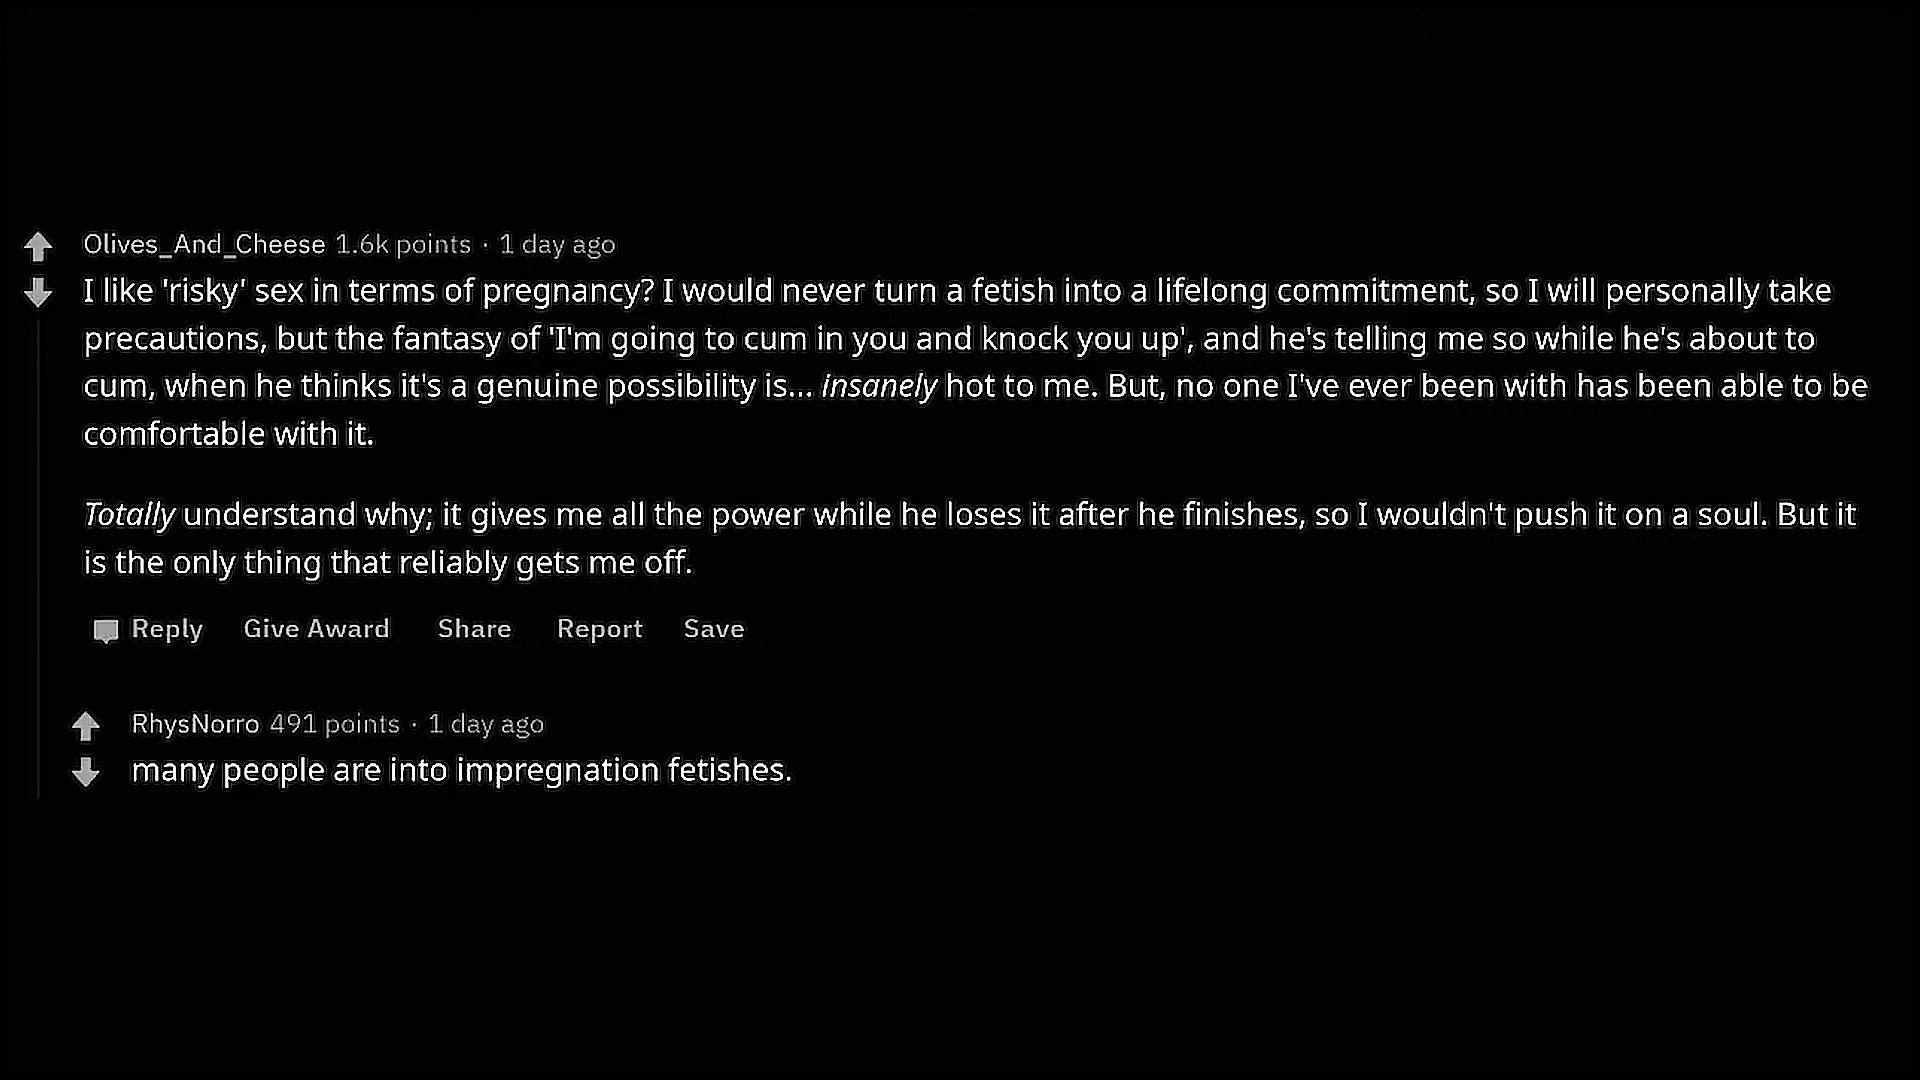 Olives_And_Cheese 1.6k points · 1 day ago
I like 'risky' sex in terms of pregnancy? I would never turn a fetish into a lifelong commitment, so I will personally take
precautions, but the fantasy of 'I'm going to cum in you and knock you up', and he's telling me so while he's about to
cum, when he thinks it's a genuine possibility is... insanely hot to me. But, no one I've ever been with has been able to be
comfortable with it.
Totally understand why; it gives me all the power while he loses it after he finishes, so I wouldn't push it on a soul. But it
is the only thing that reliably gets me off.
Reply Give Award Share Report Save
RhysNorro 491 points · 1 day ago
many people are into impregnation fetishes.